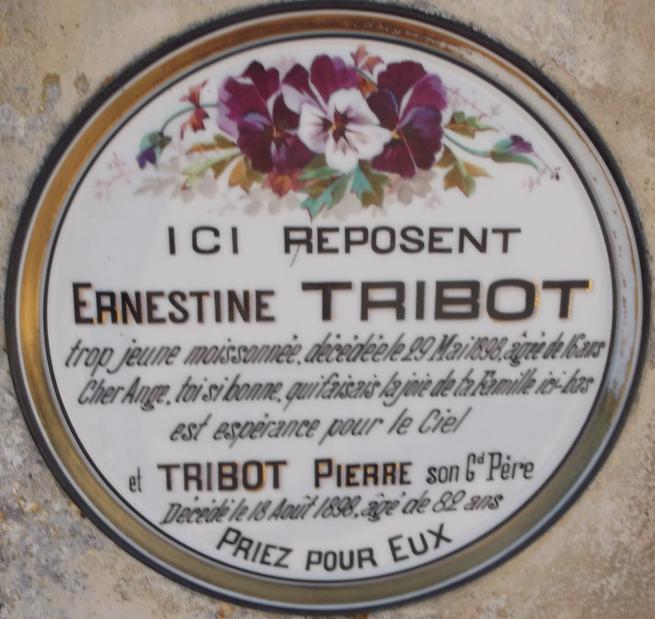 ICI REPOSENT
ERNESTINE TRIBOT
trop jeune moissonnée, décédée le 29 Mai 1898, âgée de 16 ans
Cher Ange, toi si bonne, qui faisais la joie de ta Famille ici-bas
est espérance pour le Ciel
et TRIBOT PIERRE son Gd Père
Décédé le 18 Août 1898, âgé de 82 ans
PRIEZ POUR EUX